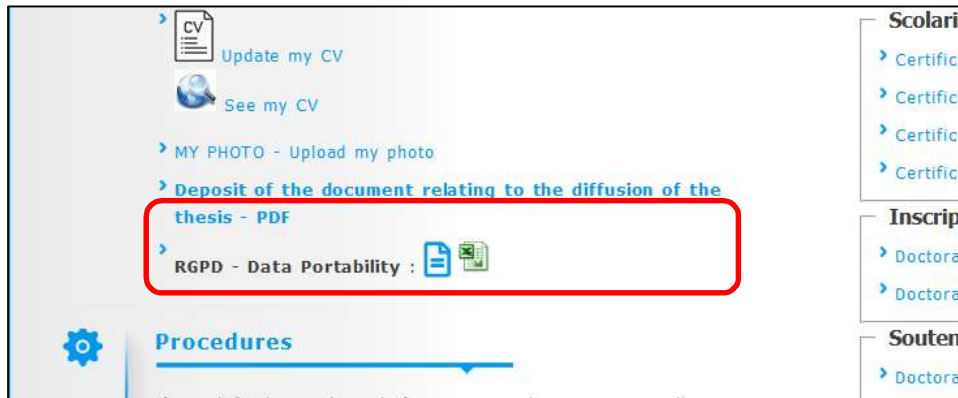 CV
Update my CV
See my CV
MY PHOTO - Upload my photo
Deposit of the document relating to the diffusion of the
thesis - PDF
RGPD - Data Portability :
Procedures
Scolari
Certific
Certific
Certific
Certific
Inscrip
Doctora
Doctora
Souten
Doctora